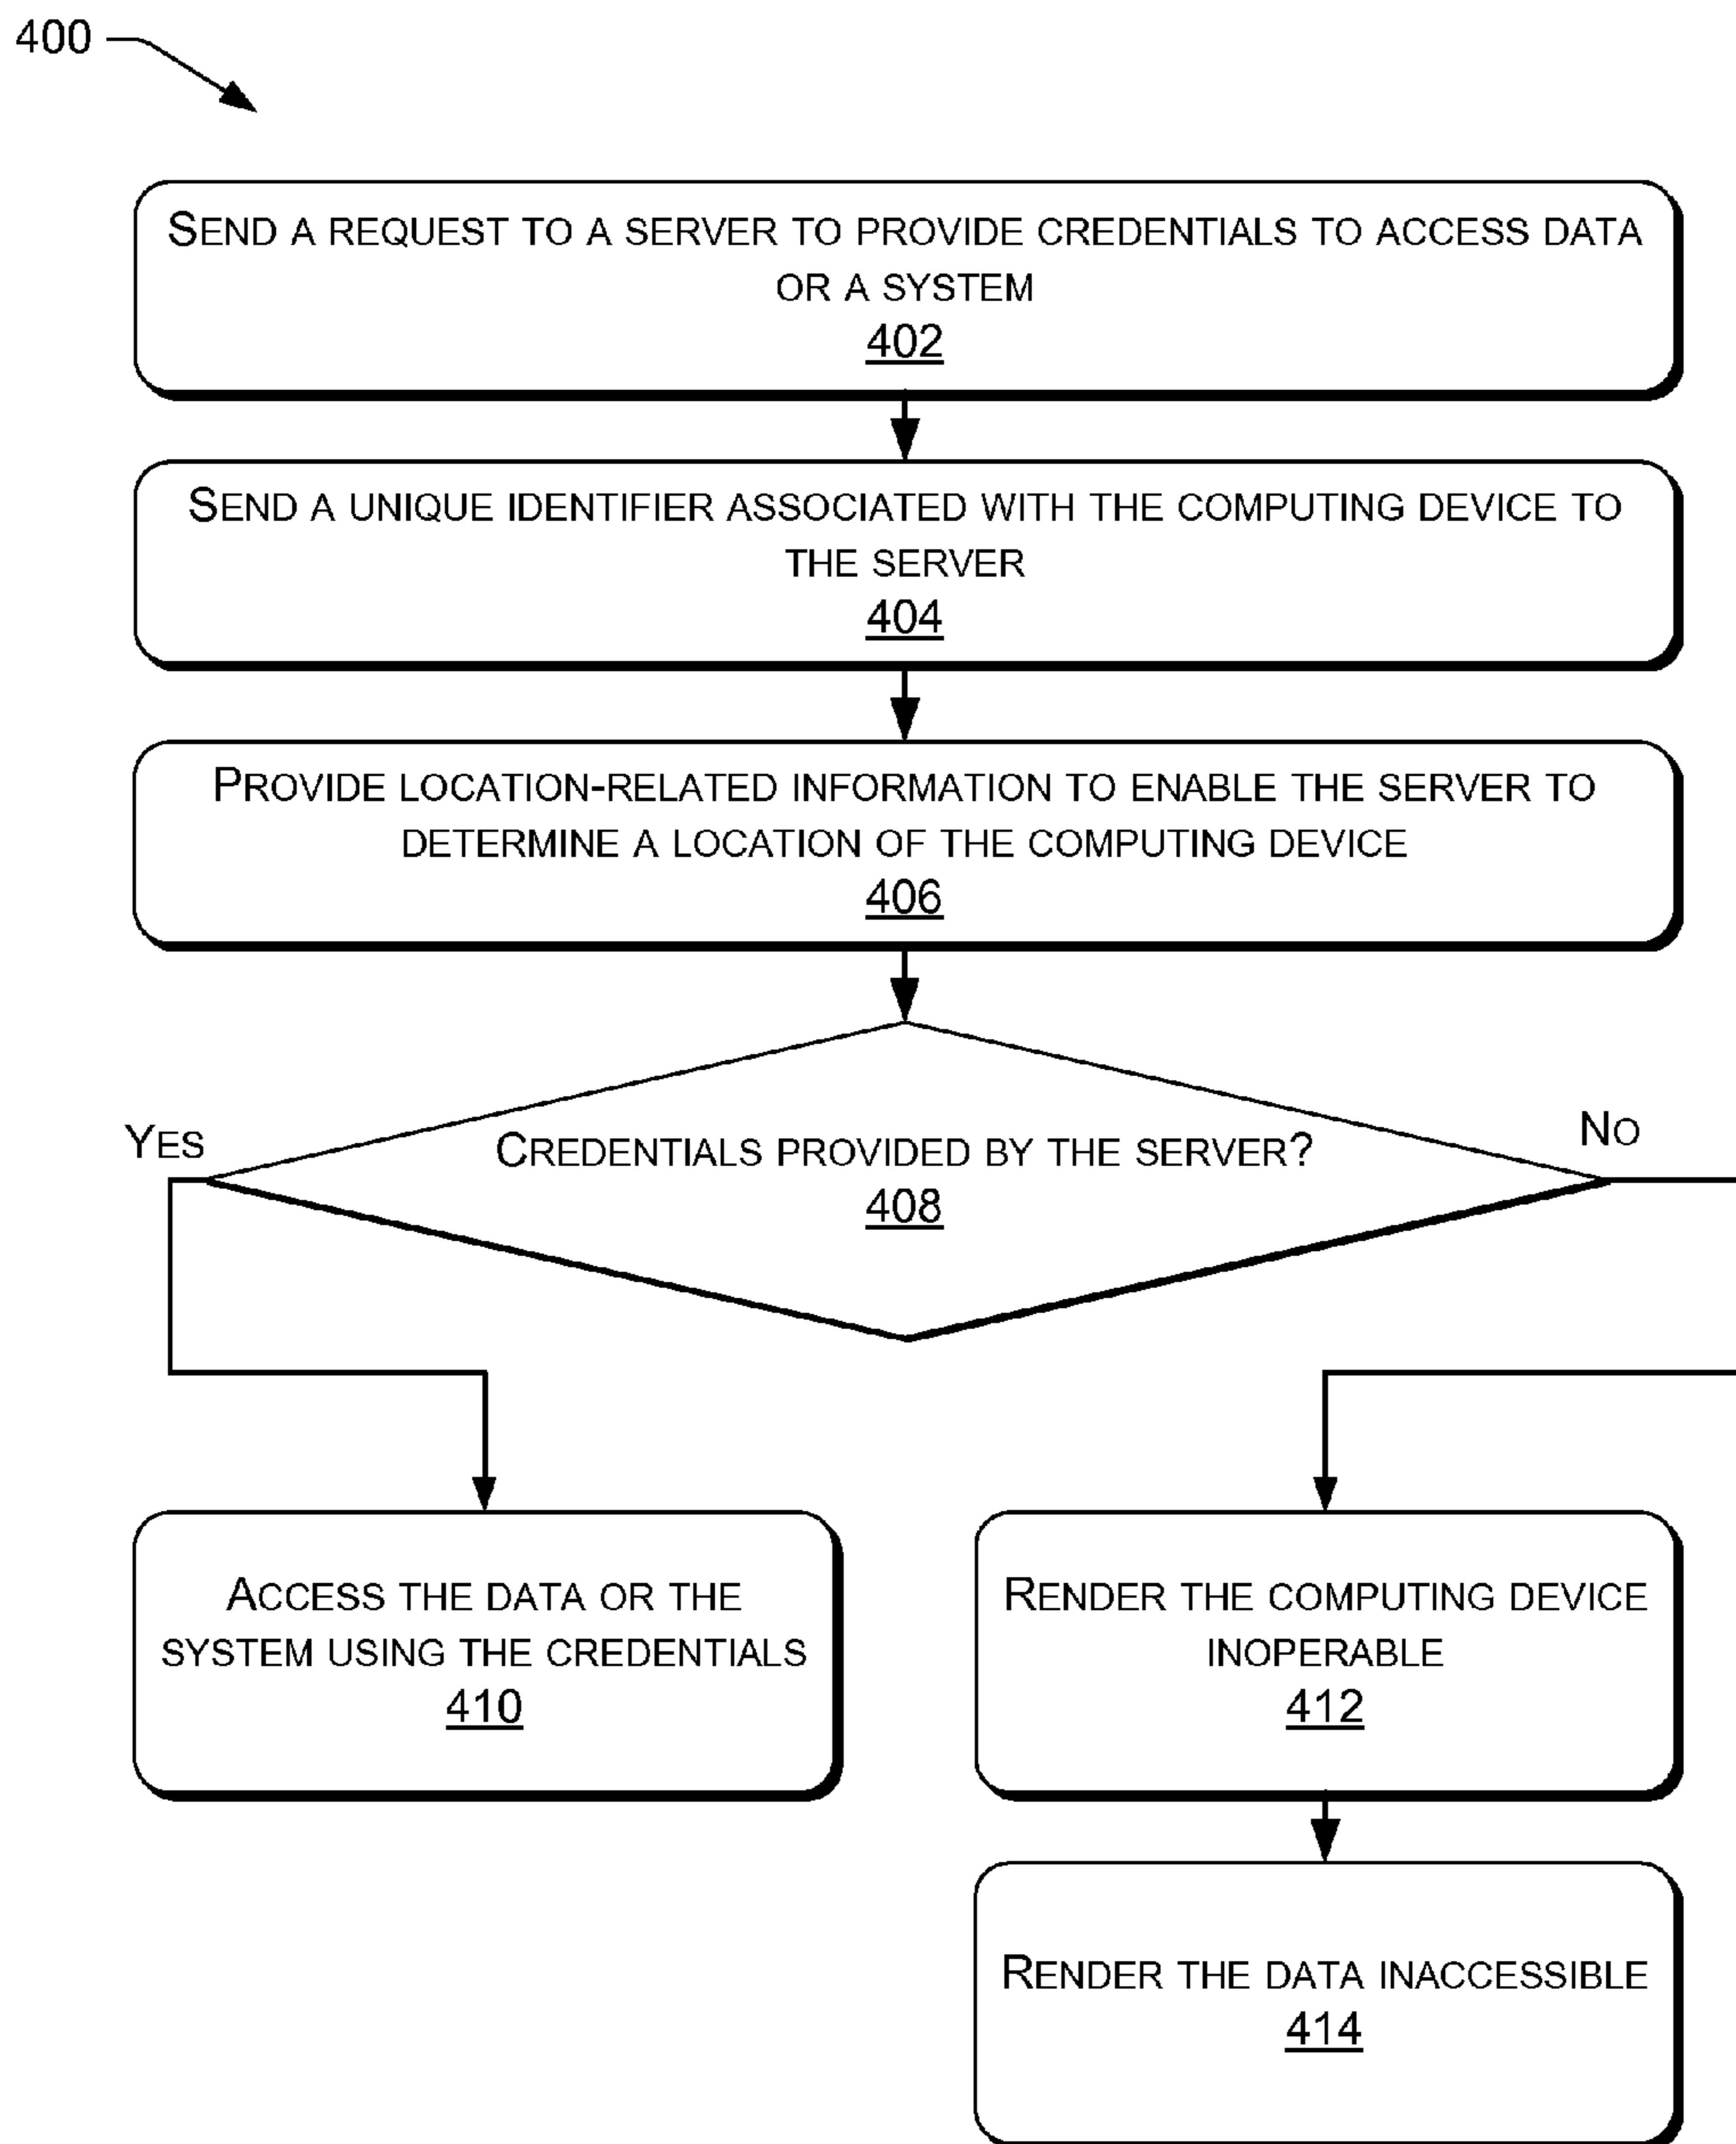 400
SEND A REQUEST TO A SERVER TO PROVIDE CREDENTIALS TO ACCESS DATA
OR A SYSTEM
402
SEND A UNIQUE IDENTIFIER ASSOCIATED WITH THE COMPUTING DEVICE TO
THE SERVER
404
PROVIDE LOCATION-RELATED INFORMATION TO ENABLE THE SERVER TO
DETERMINE A LOCATION OF THE COMPUTING DEVICE
406
YES
NO
CREDENTIALS PROVIDED BY THE SERVER?
408
ACCESS THE DATA OR THE
SYSTEM USING THE CREDENTIALS
410
RENDER THE COMPUTING DEVICE
INOPERABLE
412
RENDER THE DATA INACCESSIBLE
414